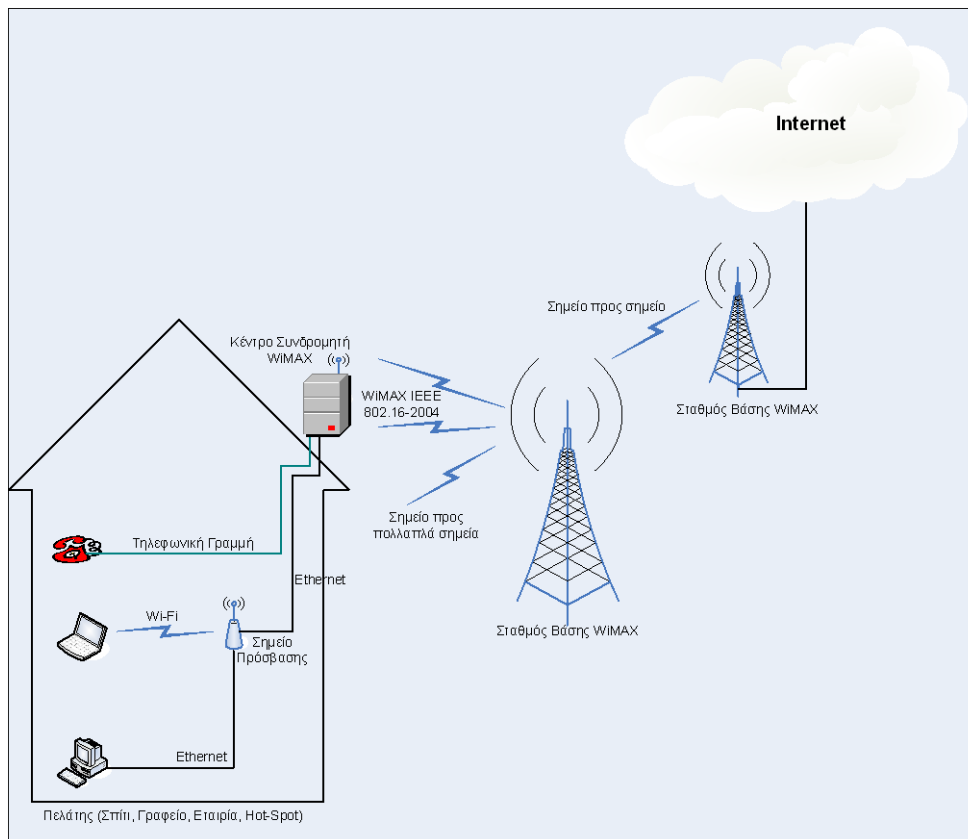 Internet
Σημείο προς σημείο
Κέντρο Συνδρομητή
WiMAX
WiMAX IEEE
802.16-2004
Σταθμός Βάσης WiMAX
Σημείο προς
πολλαπλά σημεία
Τηλεφωνική Γραμμή
Ethernet
Wi-Fi
Σημείο
Πρόσβασης
Σταθμός Βάσης WiMAX
Ethernet
Πελάτης (Σπίτι, Γραφείο, Εταιρία, Hot-Spot)